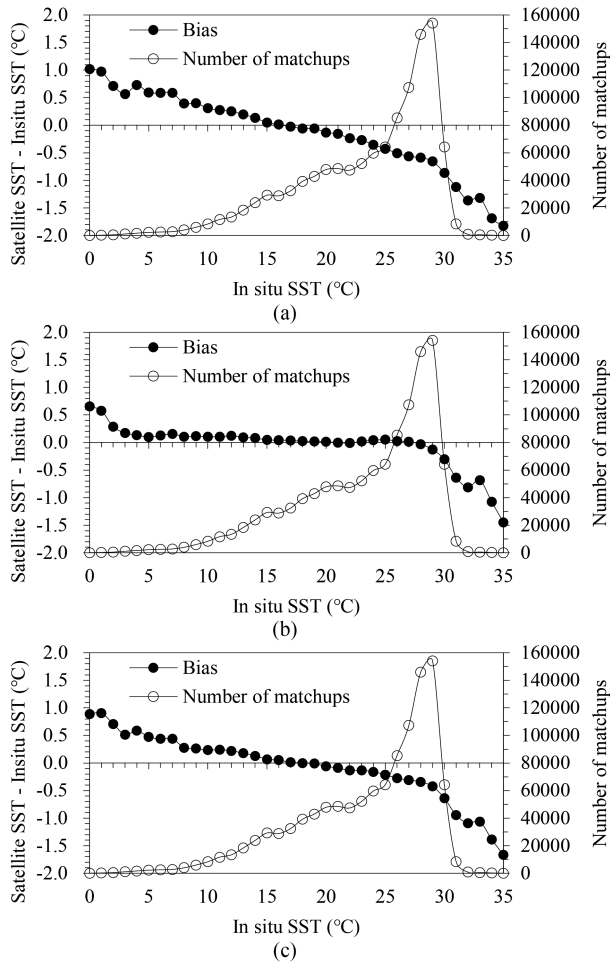 Satellite SST - Insitu SST (℃)
2.0
1.5
1.0
0.5
0.0
-0.5
-1.0
-1.5
-2.0
Bias
Number of matchups
160000
140000
120000
100000
80000
60000
40000
20000
0
Number of matchups
0 5 10 15 20 25 30 35
In situ SST (℃)
(a)
Satellite SST - Insitu SST (℃)
2.0
1.5
1.0
0.5
0.0
-0.5
-1.0
-1.5
-2.0
Bias
Number of matchups
160000
140000
120000
100000
80000
60000
40000
20000
0
Number of matchups
0 5 10 15 20 25 30 35
In situ SST (℃)
(b)
Satellite SST - Insitu SST (℃)
2.0
1.5
1.0
0.5
0.0
-0.5
-1.0
-1.5
-2.0
Bias
Number of matchups
160000
140000
120000
100000
80000
60000
40000
20000
0
Number of matchups
0 5 10 15 20 25 30 35
In situ SST (℃)
(c)